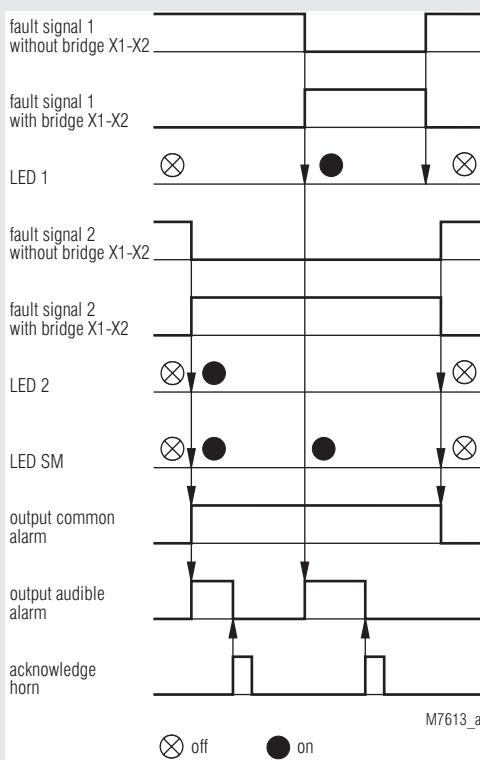 fault signal 1
without bridge X1-X2
fault signal 1
with bridge X1-X2
LED 1
fault signal 2
without bridge X1-X2
fault signal 2
with bridge X1-X2
LED 2
LED SM
output common
alarm
output audible
alarm
acknowledge
horn
M7613_a
off
on